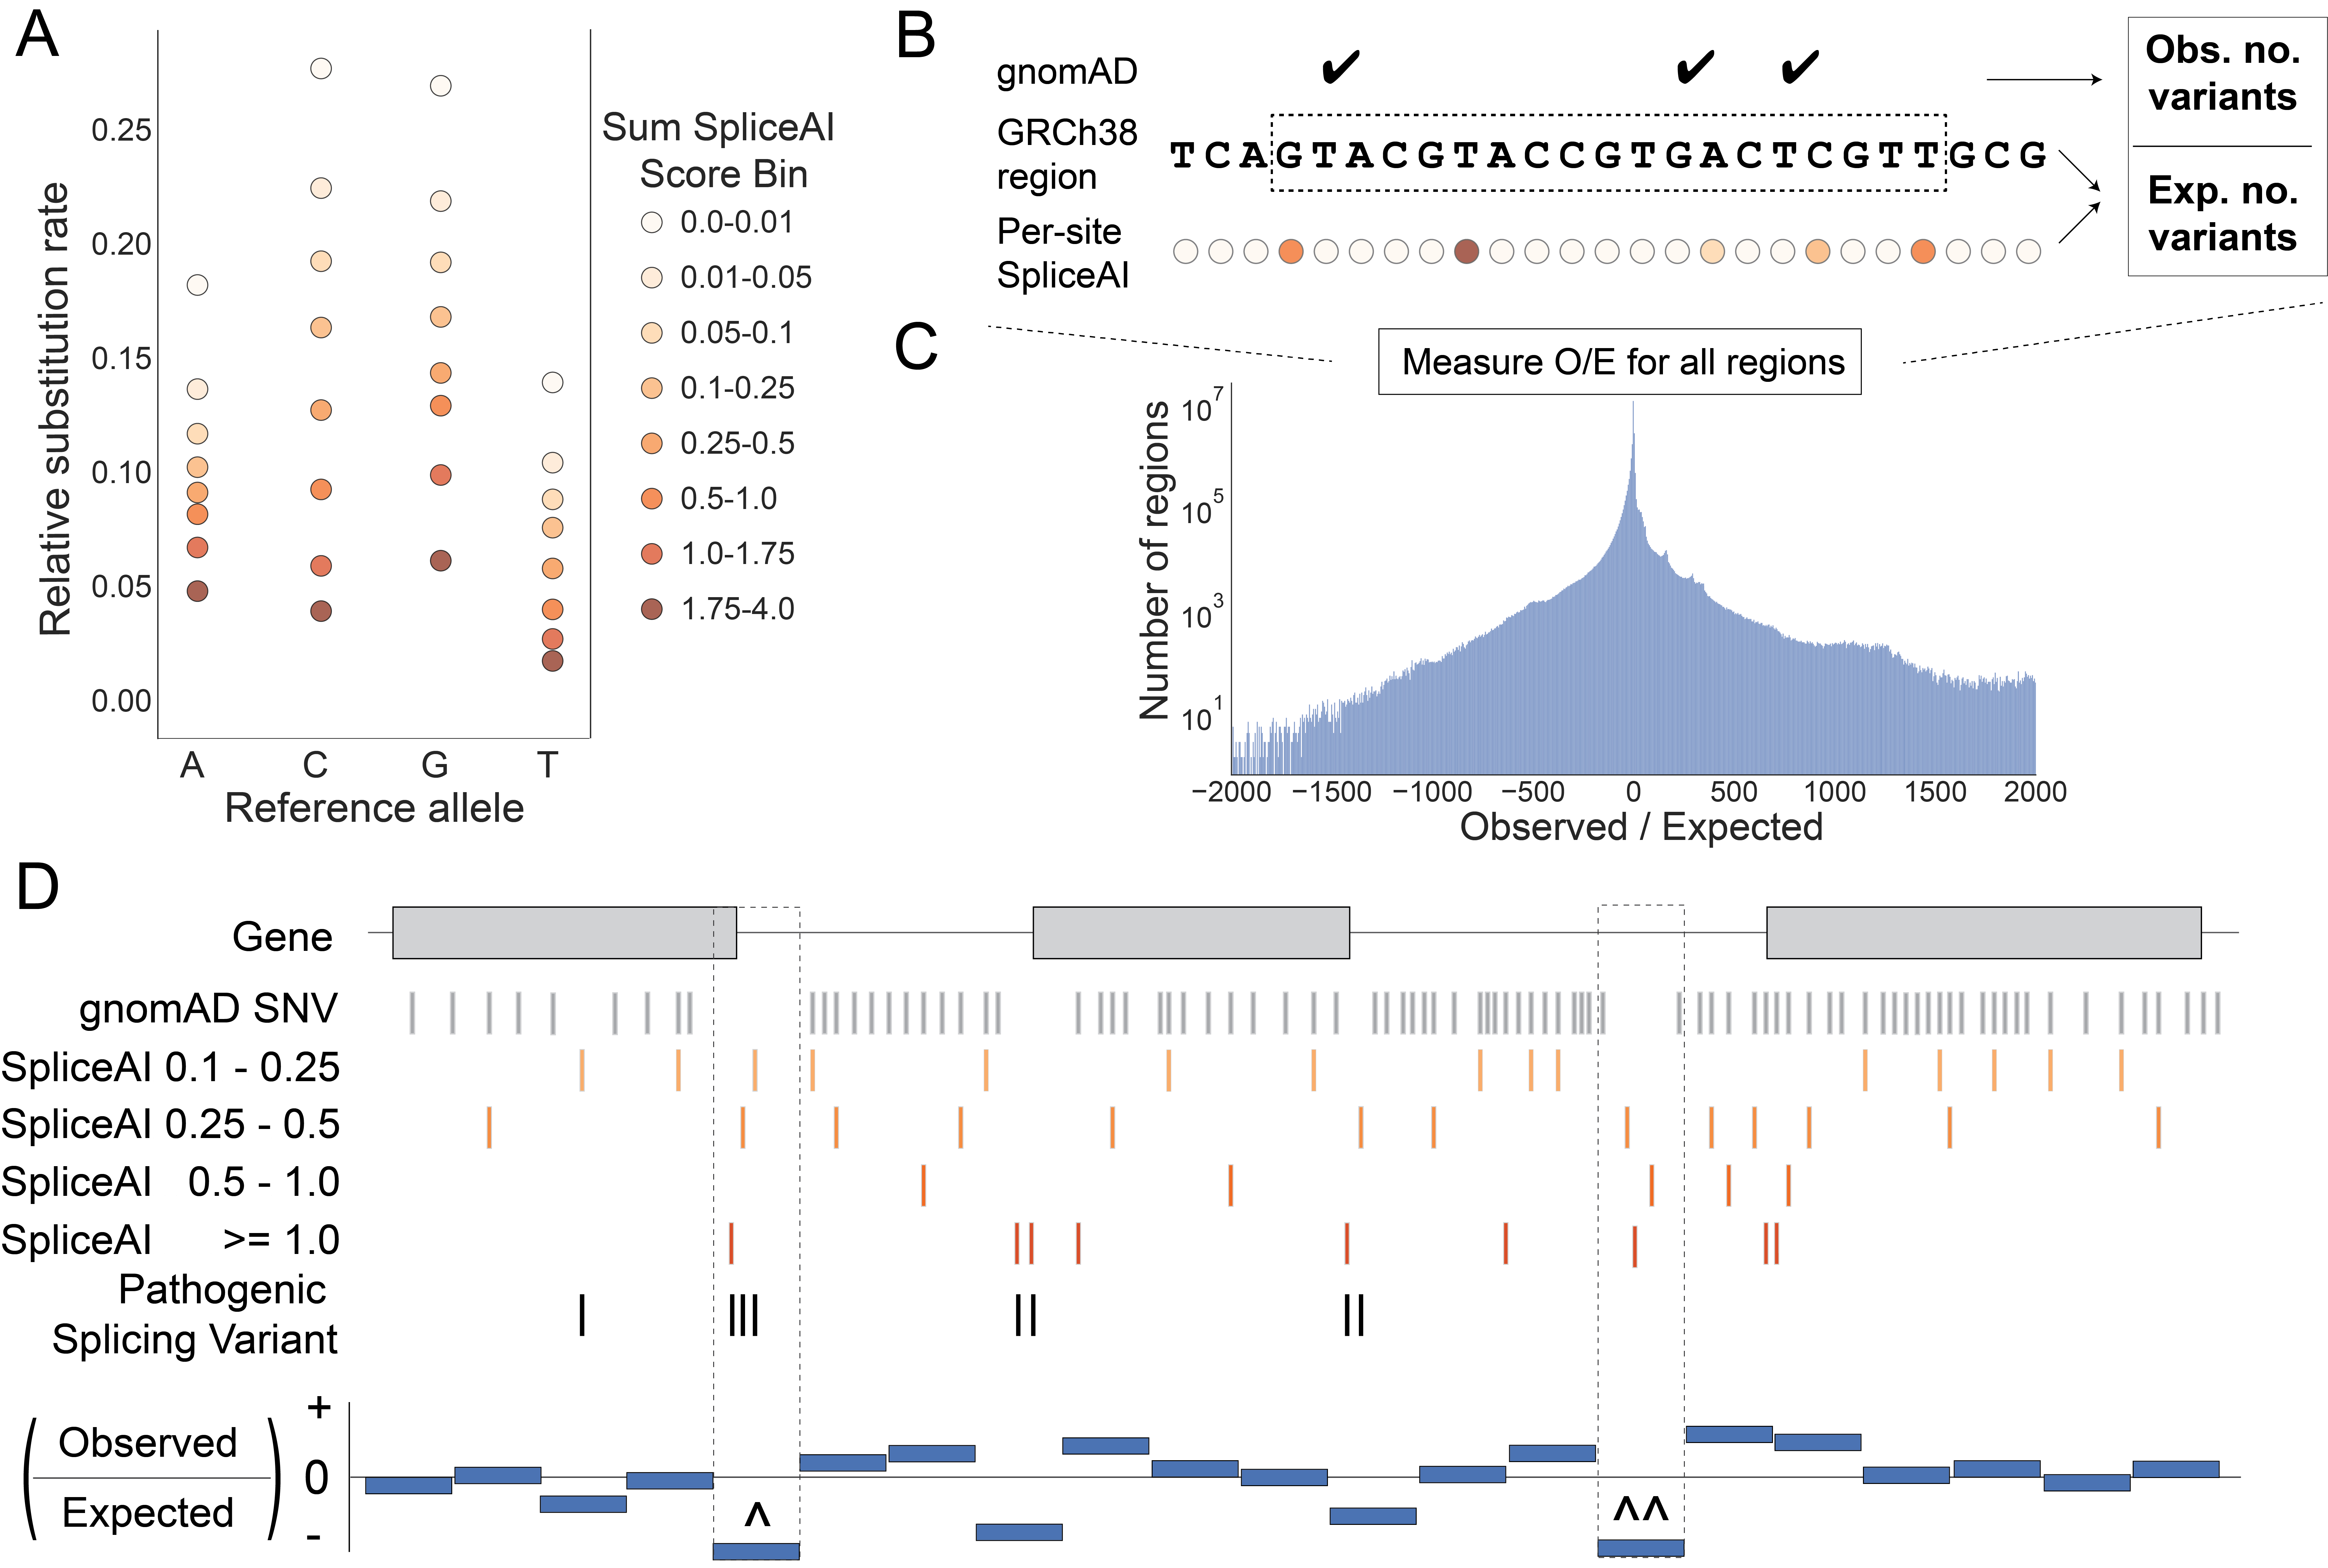 A
0.25
0.20
0.15
0.10
0.05
0.00
Relative substitution rate
A C G T
Reference allele
Sum SpliceAI
Score Bin
0.0-0.01
0.01-0.05
0.05-0.1
0.1-0.25
0.25-0.5
0.5-1.0
1.0-1.75
1.75-4.0
B
gnomAD ✔ ✔ ✔
GRCh38
region
TCAGTACGTACCGTGACTCGTTGCG
Per-site
SpliceAI
Obs. no.
variants
Exp. no.
variants
C
Measure O/E for all regions
Number of regions
10^7
10^5
10^3
10^1
−2000 −1500 −1000 −500 0 500 1000 1500 2000
Observed / Expected
D
Gene
gnomAD SNV
SpliceAI 0.1 - 0.25
SpliceAI 0.25 - 0.5
SpliceAI 0.5 - 1.0
SpliceAI >= 1.0
Pathogenic
Splicing Variant
Observed
Expected
+
0
-
^
^^